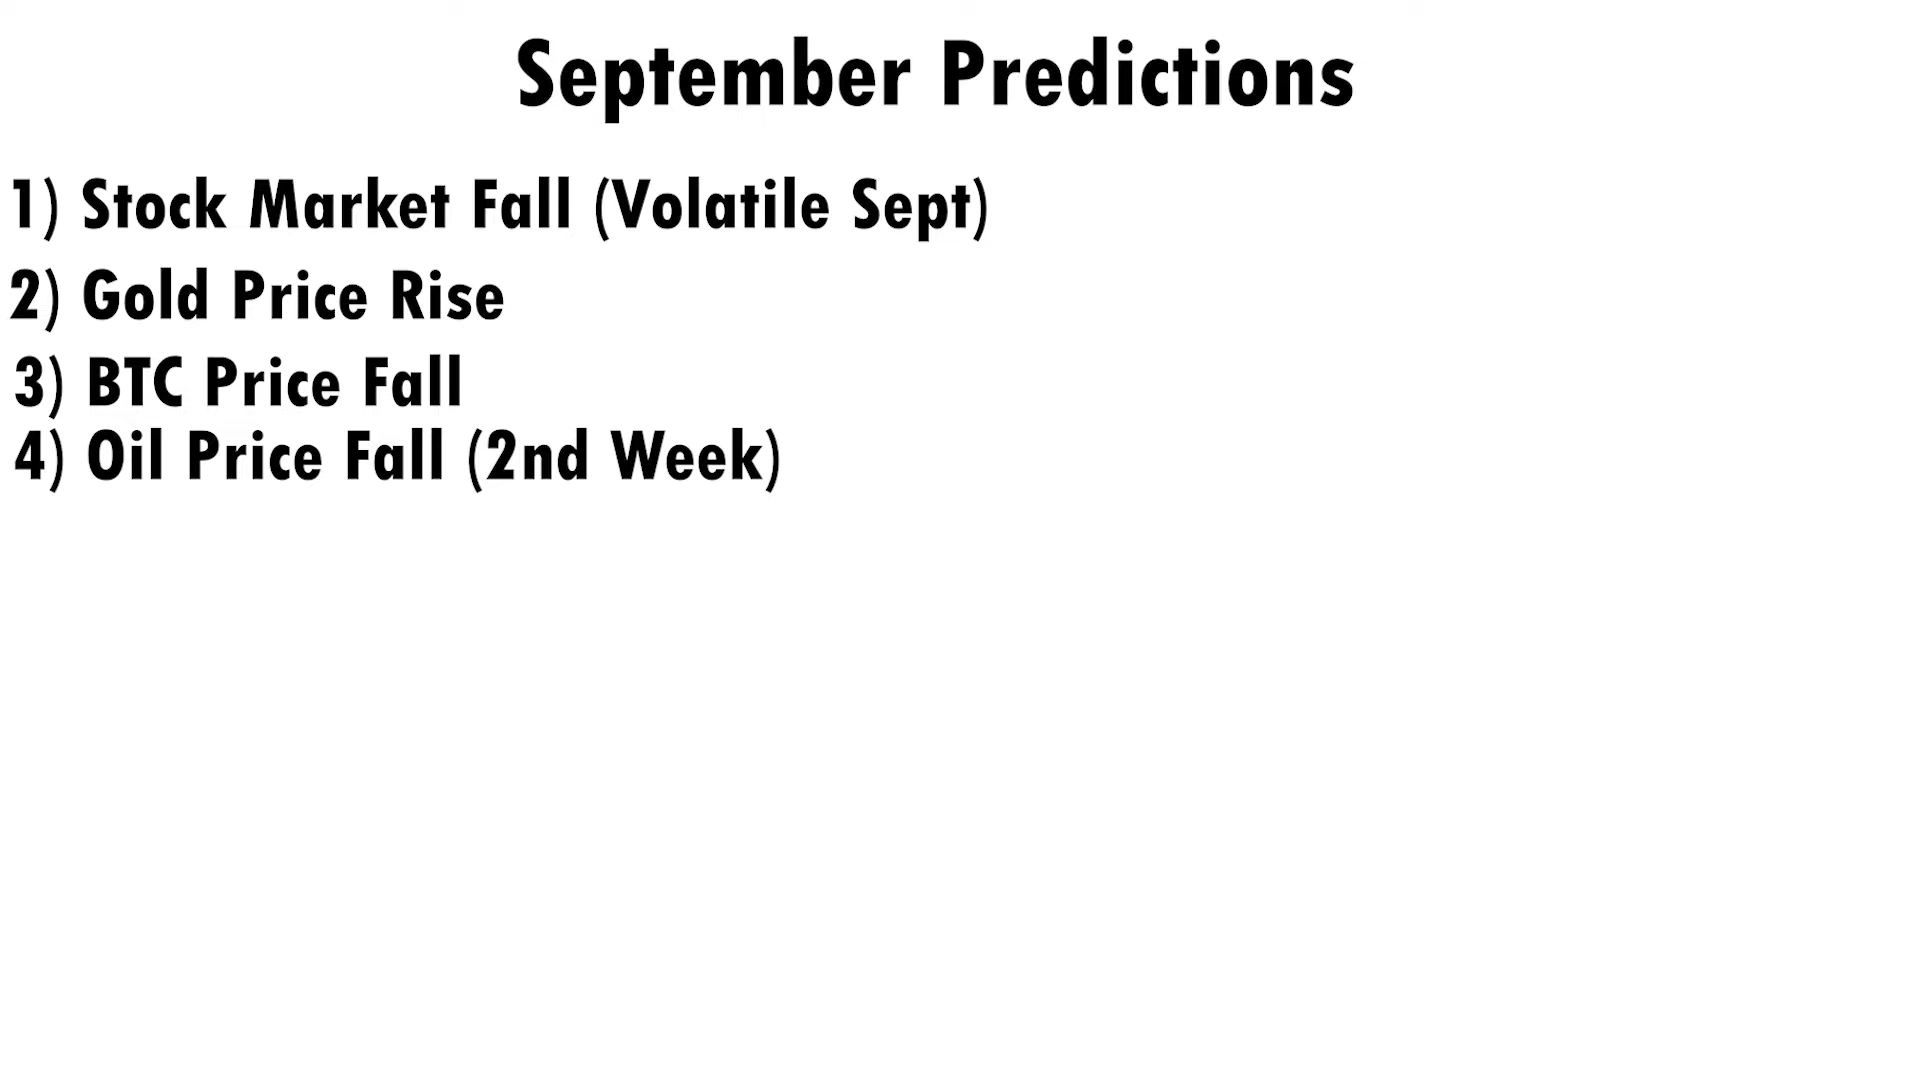 September Predictions
1) Stock Market Fall (Volatile Sept)
2) Gold Price Rise
3) BTC Price Fall
4) Oil Price Fall (2nd Week)